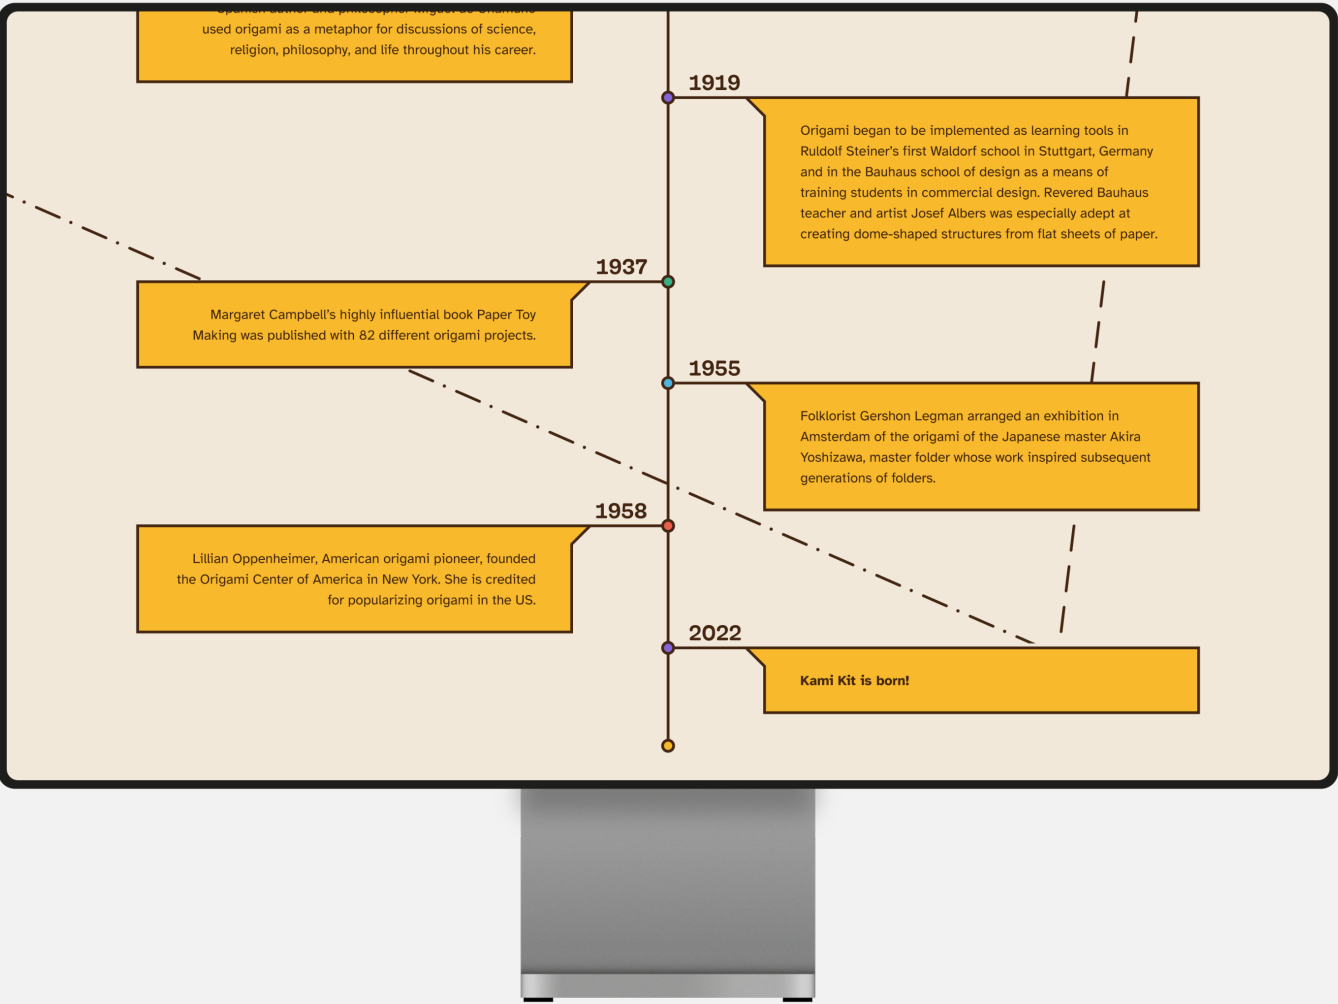 Spanish author and philosopher Miguel de Unamuno
used origami as a metaphor for discussions of science,
religion, philosophy, and life throughout his career.
1919
Origami began to be implemented as learning tools in
Ruldolf Steiner's first Waldorf school in Stuttgart, Germany
and in the Bauhaus school of design as a means of
training students in commercial design. Revered Bauhaus
teacher and artist Josef Albers was especially adept at
creating dome-shaped structures from flat sheets of paper.
1937
Margaret Campbell's highly influential book Paper Toy
Making was published with 82 different origami projects.
1955
Folklorist Gershon Legman arranged an exhibition in
Amsterdam of the origami of the Japanese master Akira
Yoshizawa, master folder whose work inspired subsequent
generations of folders.
1958
Lillian Oppenheimer, American origami pioneer, founded
the Origami Center of America in New York. She is credited
for popularizing origami in the US.
2022
Kami Kit is born!